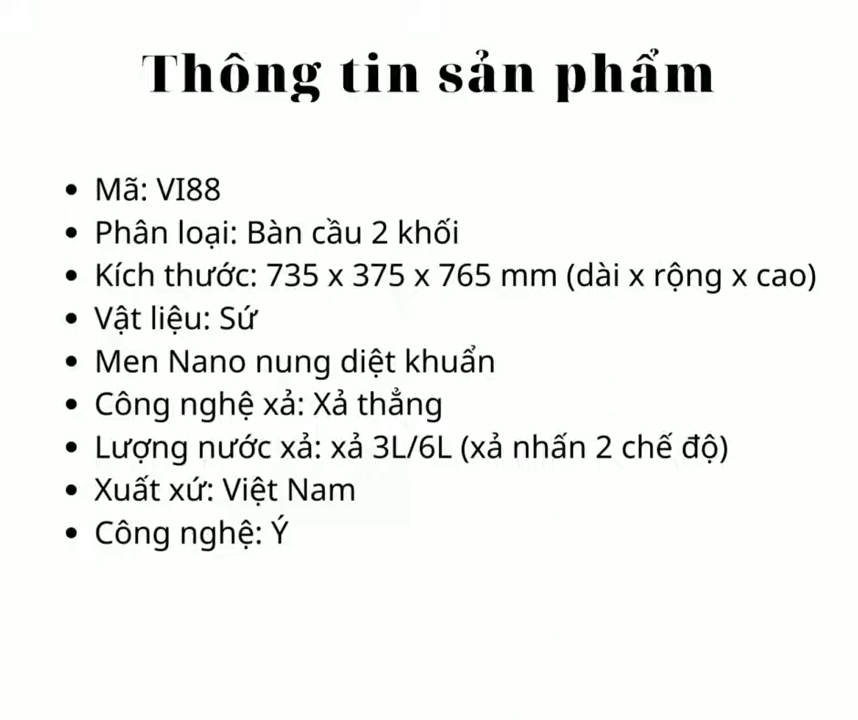 Thông tin sản phẩm
• Mã: VI88
• Phân loại: Bàn cầu 2 khối
• Kích thước: 735 x 375 x 765 mm (dài x rộng x cao)
• Vật liệu: Sứ
• Men Nano nung diệt khuẩn
• Công nghệ xả: Xả thẳng
• Lượng nước xả: xả 3L/6L (xả nhấn 2 chế độ)
• Xuất xứ: Việt Nam
• Công nghệ: Ý